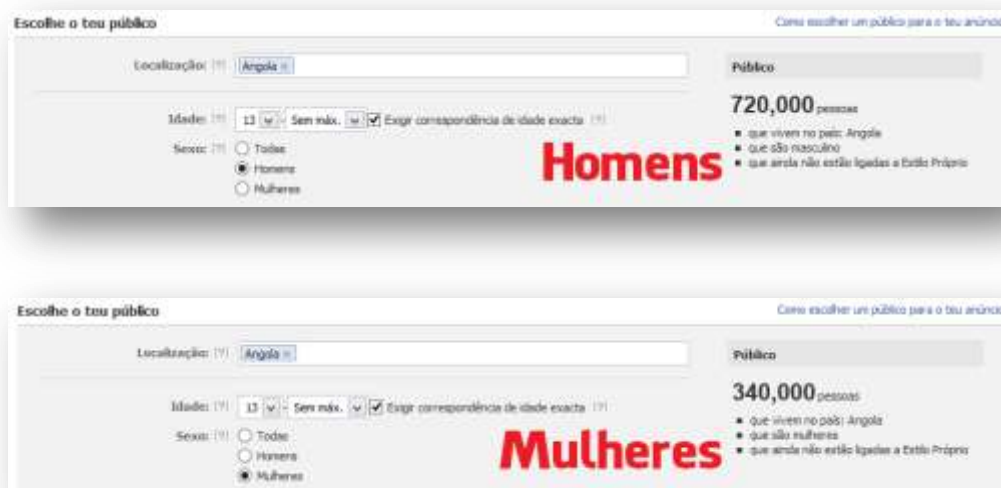 Escolhe o teu público
Como escolher um público para o teu anúncio
Localização: [?] Angola ×
Público
720,000 pessoas
Idade: [?] 13 - Sem máx. Exigir correspondência de idade exacta [?]
que vivem no país: Angola
Sexo: [?] Todas
que são masculino
Homens
que ainda não estão ligadas a Estilo Próprio
Homens
Mulheres
Escolhe o teu público
Como escolher um público para o teu anúncio
Localização: [?] Angola ×
Público
340,000 pessoas
Idade: [?] 13 - Sem máx. Exigir correspondência de idade exacta [?]
que vivem no país: Angola
Sexo: [?] Todas
que são mulheres
Homens
que ainda não estão ligadas a Estilo Próprio
Mulheres
Mulheres